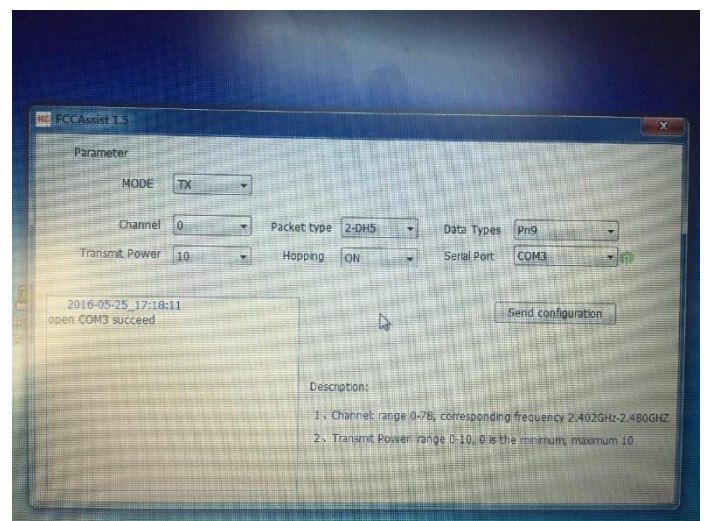 FCCAssist 1.5
Parameter
MODE TX
Channel 0 Packet type 2-DH5 Data Types Pn9
Transmit Power 10 Hopping ON Serial Port COM3
2016-05-25_17:18:11
open COM3 succeed
Send configuration
Description:
1、Channel: range 0-78, corresponding frequency 2.402GHz-2.480GHZ
2、Transmit Power range 0-10, 0 is the minimum, maximum 10